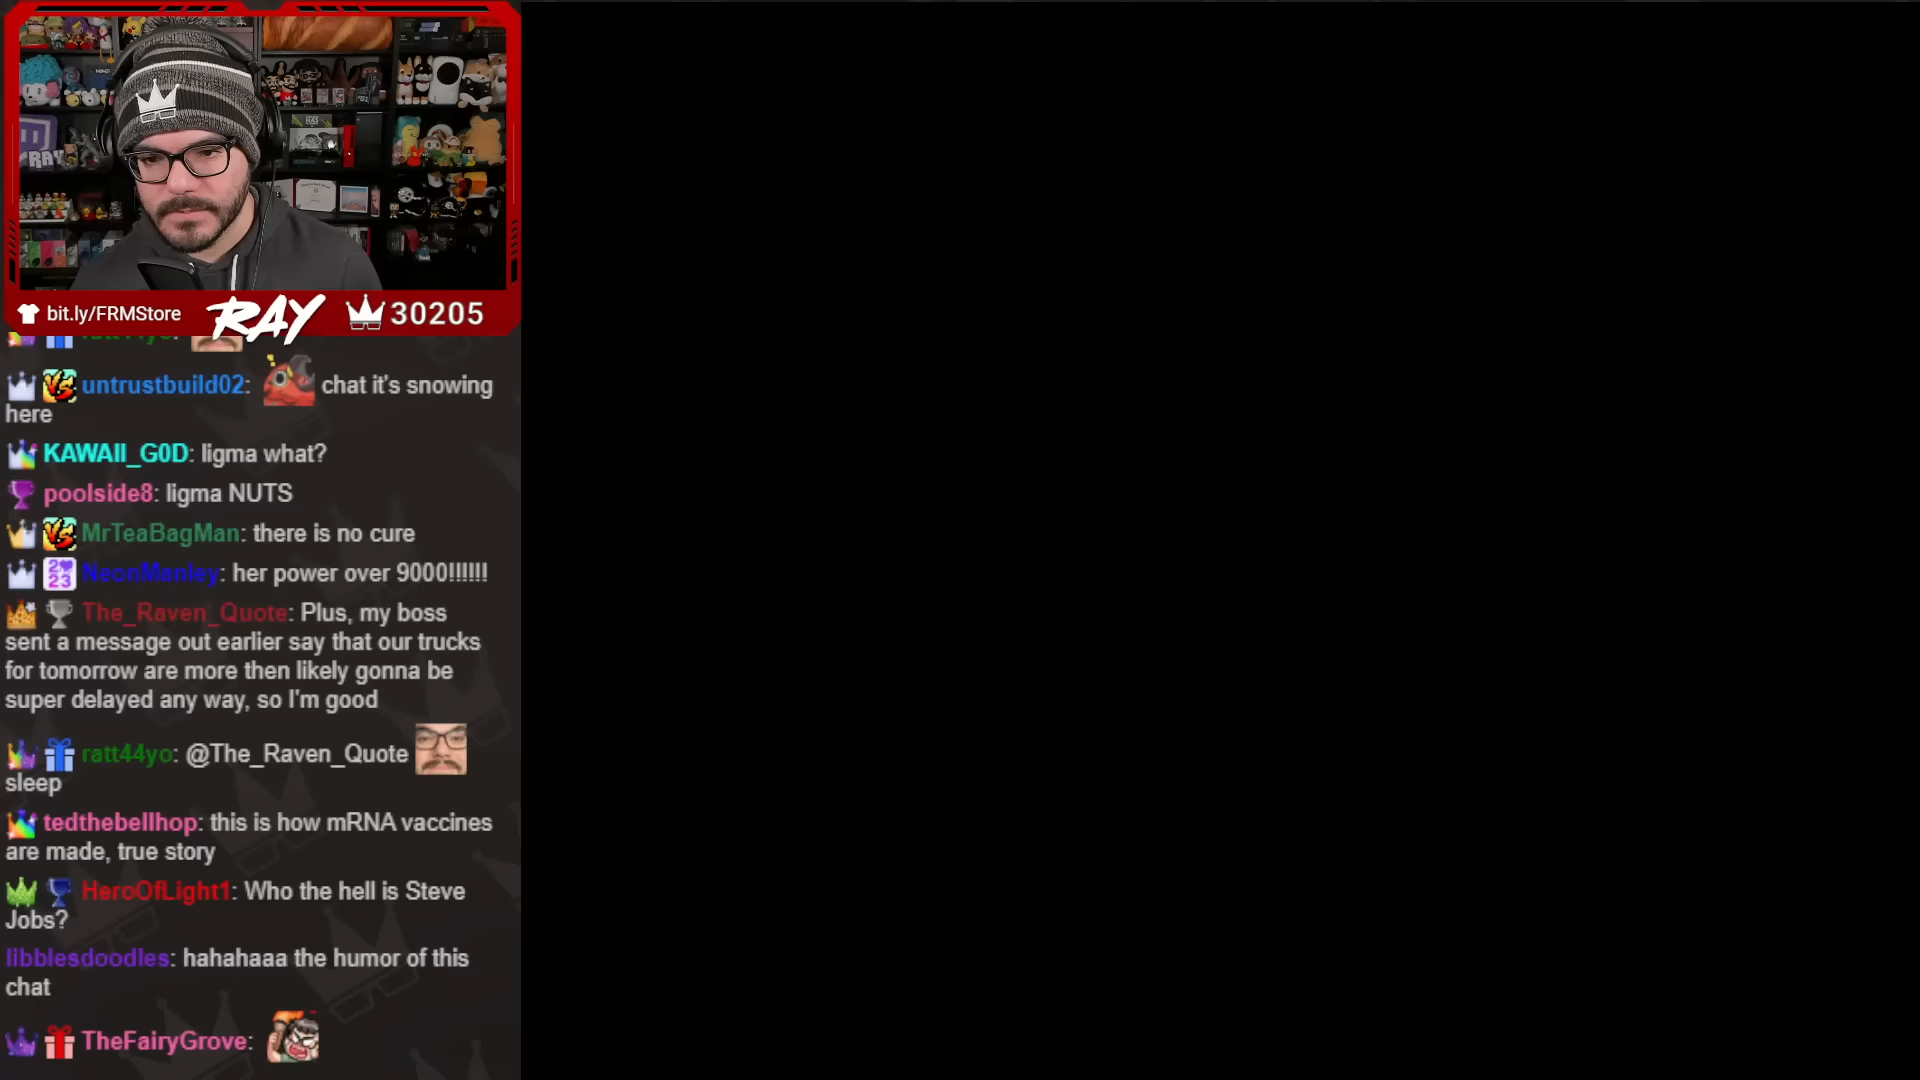 bit.ly/FRMStore RAY 30205
untrustbuild02: chat it's snowing
here
KAWAII_G0D: ligma what?
poolside8: ligma NUTS
MrTeaBagMan: there is no cure
NeonManley: her power over 9000!!!!!!
The_Raven_Quote: Plus, my boss
sent a message out earlier say that our trucks
for tomorrow are more then likely gonna be
super delayed any way, so I'm good
ratt44yo: @The_Raven_Quote
sleep
tedthebellhop: this is how mRNA vaccines
are made, true story
HeroOfLight1: Who the hell is Steve
Jobs?
libblesdoodles: hahahaaa the humor of this
chat
TheFairyGrove: